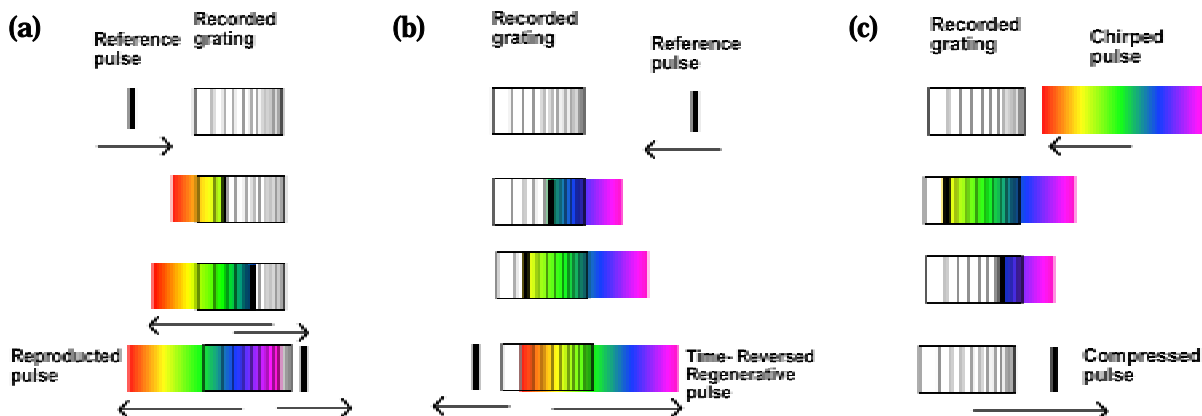 (a)
Reference
pulse
Recorded
grating
Reproducted
pulse
(b)
Recorded
grating
Reference
pulse
Time- Reversed
Regenerative
pulse
(c)
Recorded
grating
Chirped
pulse
Compressed
pulse